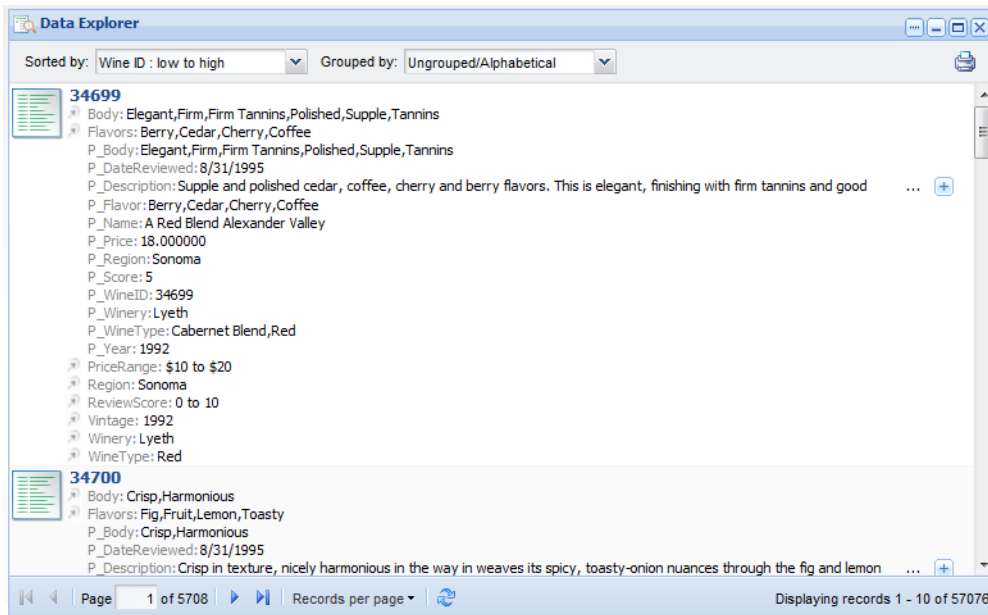 Data Explorer
Sorted by: Wine ID : low to high Grouped by: Ungrouped/Alphabetical
34699
Body: Elegant,Firm,Firm Tannins,Polished,Supple,Tannins
Flavors: Berry,Cedar,Cherry,Coffee
P_Body: Elegant,Firm,Firm Tannins,Polished,Supple,Tannins
P_DateReviewed: 8/31/1995
P_Description: Supple and polished cedar, coffee, cherry and berry flavors. This is elegant, finishing with firm tannins and good ...
P_Flavor: Berry,Cedar,Cherry,Coffee
P_Name: A Red Blend Alexander Valley
P_Price: 18.000000
P_Region: Sonoma
P_Score: 5
P_WineID: 34699
P_Winery: Lyeth
P_WineType: Cabernet Blend,Red
P_Year: 1992
PriceRange: $10 to $20
Region: Sonoma
ReviewScore: 0 to 10
Vintage: 1992
Winery: Lyeth
WineType: Red
34700
Body: Crisp,Harmonious
Flavors: Fig,Fruit,Lemon,Toasty
P_Body: Crisp,Harmonious
P_DateReviewed: 8/31/1995
P_Description: Crisp in texture, nicely harmonious in the way in weaves its spicy, toasty-onion nuances through the fig and lemon ...
Page 1 of 5708 Records per page Displaying records 1 - 10 of 57076